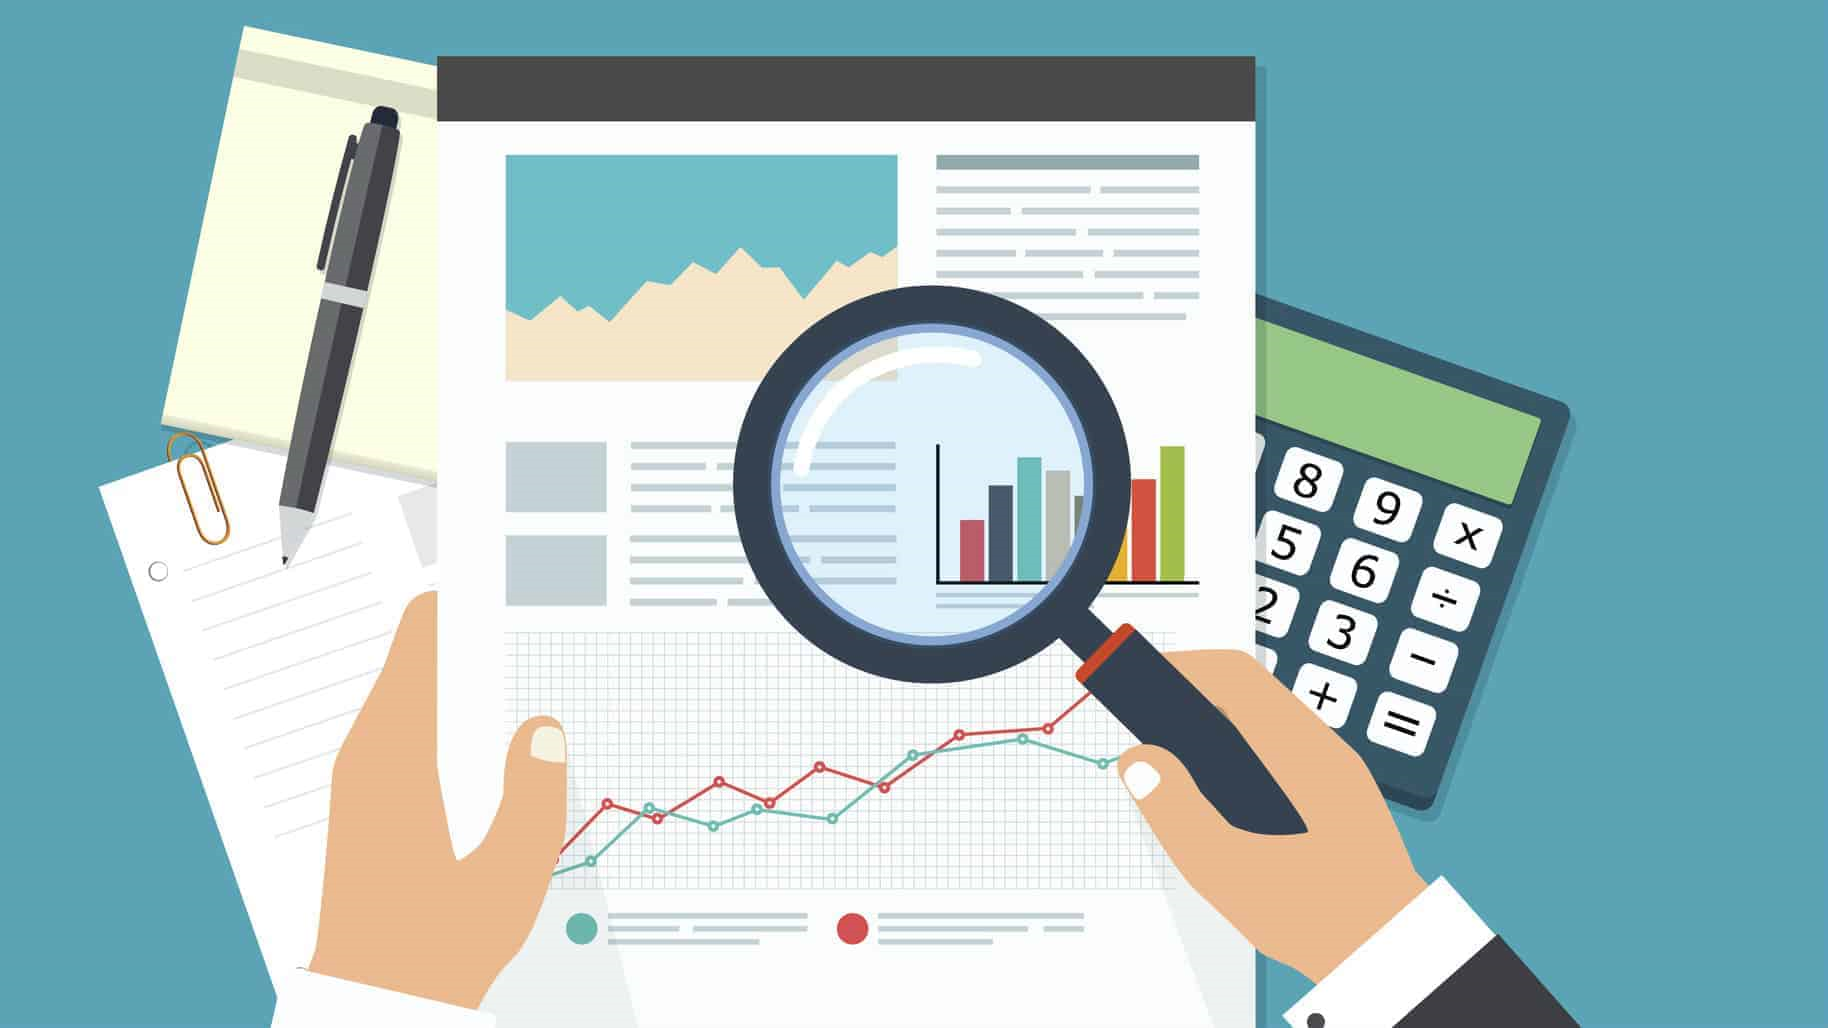 8 9 x
5 6 ÷
2 3 −
+ =